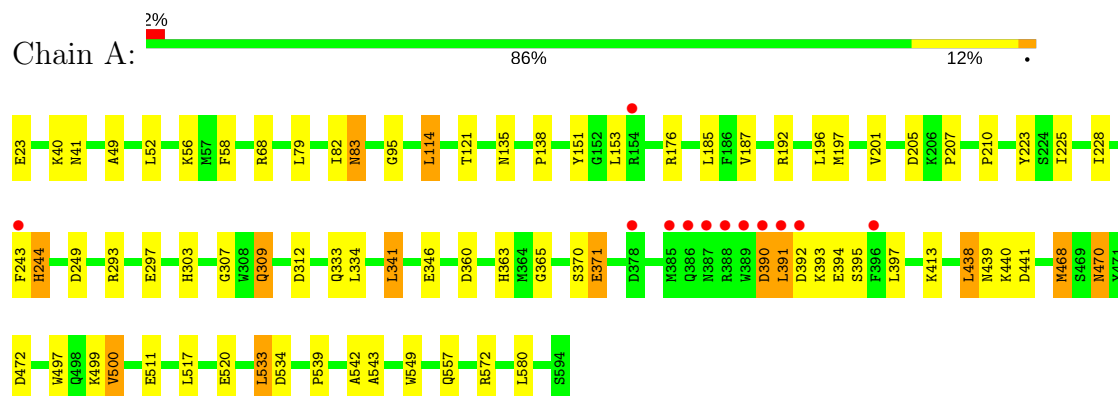 2%
Chain A:
86% 12% •
E23 K40 N41 A49 L52 K56 M57 F58 R68 L79 I82 N83 G95 L114 T121 N135 P138 Y151 G152 L153 R154 R176 L185 F186 V187 R192 L196 M197 V201 D205 K206 P207 P210 Y223 S224 I225 I228
F243 H244 D249 R293 E297 H303 G307 W308 Q309 D312 Q333 L334 L341 E346 D360 H363 M364 G365 S370 E371 D378 M385 Q386 N387 R388 W389 D390 L391 D392 K393 E394 S395 F396 L397 K413 L438 N439 K440 D441 M468 S469 N470 Y471
D472 W497 Q498 K499 V500 E511 L517 E520 L533 D534 P539 A542 A543 W549 Q557 R572 L580 S594